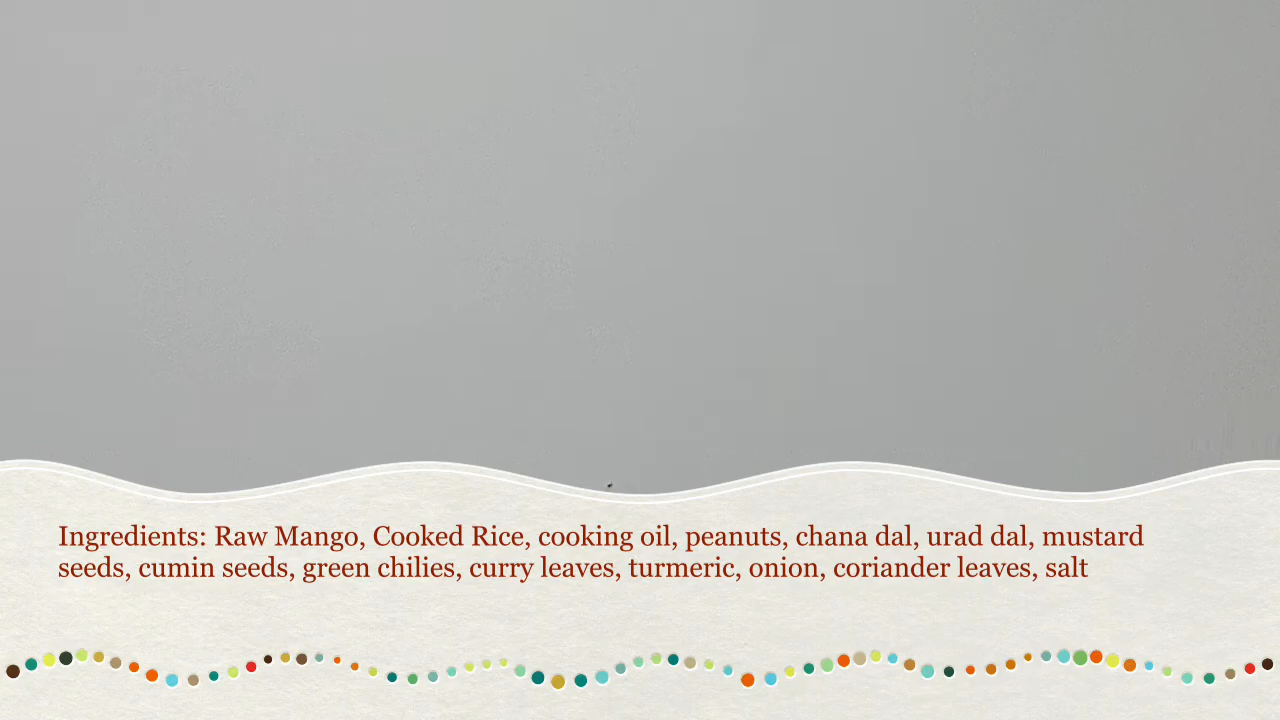 Ingredients: Raw Mango, Cooked Rice, cooking oil, peanuts, chana dal, urad dal, mustard
seeds, cumin seeds, green chilies, curry leaves, turmeric, onion, coriander leaves, salt